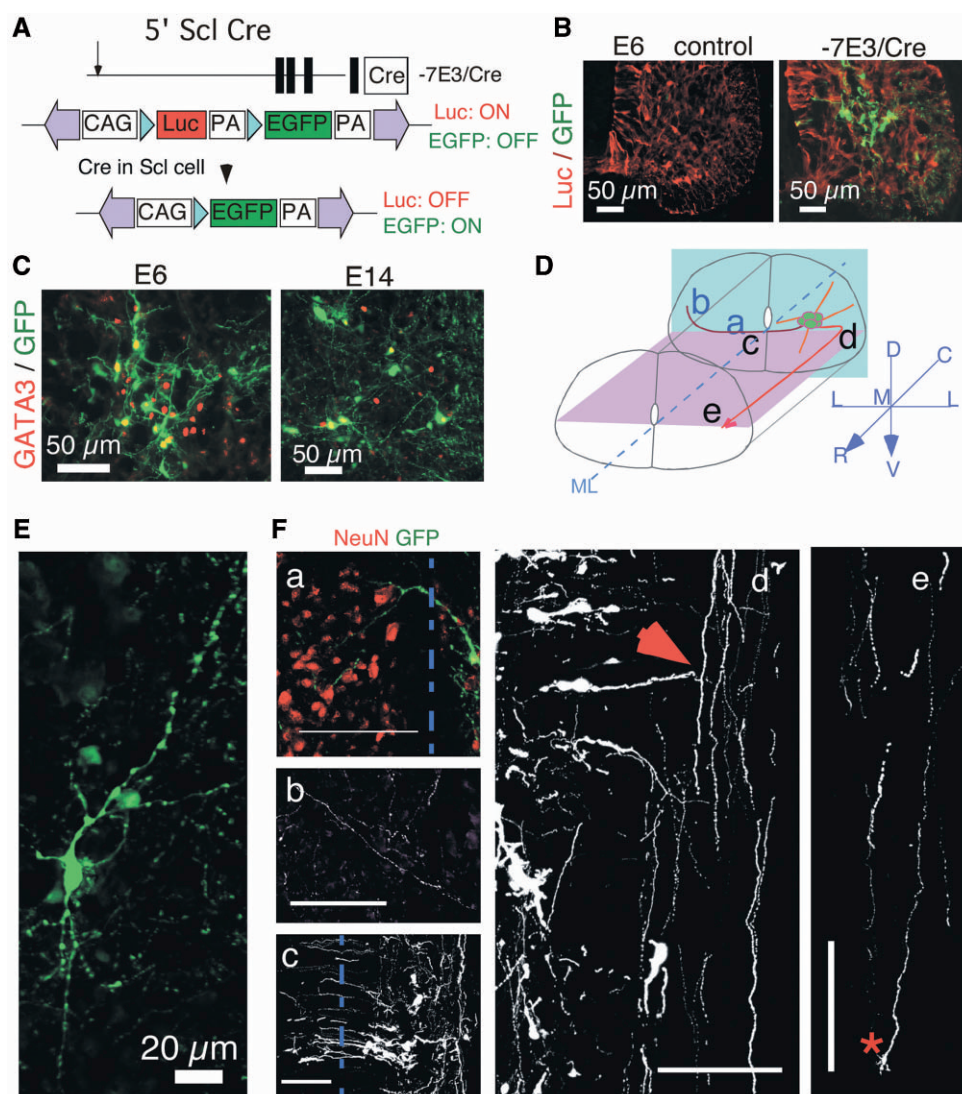 A
5' Scl Cre
Cre
-7E3/Cre
CAG
Luc
PA
EGFP
PA
Luc: ON
EGFP: OFF
Cre in Scl cell
CAG
EGFP
PA
Luc: OFF
EGFP: ON
B
E6 control
-7E3/Cre
Luc / GFP
50 µm
50 µm
C
E6
E14
GATA3 / GFP
50 µm
50 µm
D
b
a
c
d
e
ML
D
C
L
M
L
R
V
E
20 µm
F
NeuN GFP
a
b
c
d
e
*